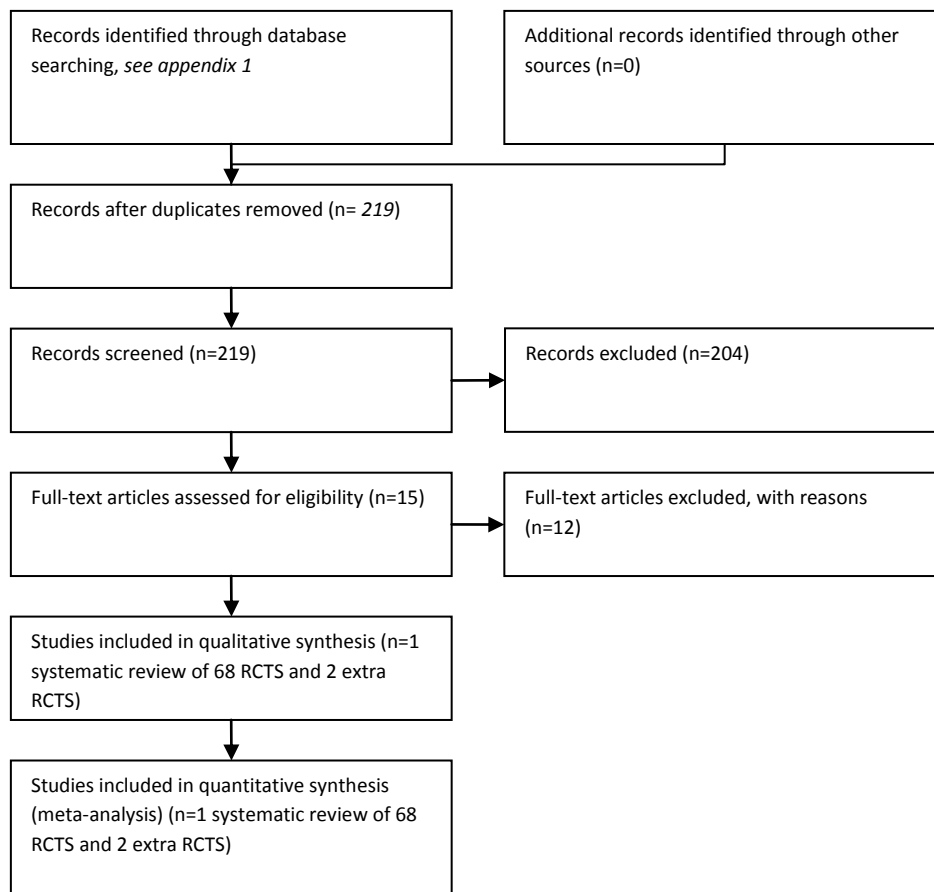 Records identified through database
searching, see appendix 1
Additional records identified through other
sources (n=0)
Records after duplicates removed (n= 219)
Records screened (n=219)
Records excluded (n=204)
Full-text articles assessed for eligibility (n=15)
Full-text articles excluded, with reasons
(n=12)
Studies included in qualitative synthesis (n=1
systematic review of 68 RCTS and 2 extra
RCTS)
Studies included in quantitative synthesis
(meta-analysis) (n=1 systematic review of 68
RCTS and 2 extra RCTS)